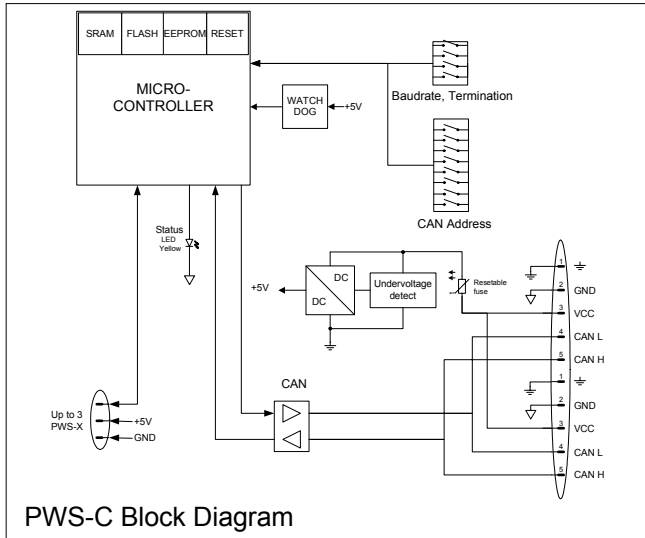 SRAM FLASH EEPROM RESET
MICRO-
CONTROLLER
WATCH
DOG
+5V
Baudrate, Termination
CAN Address
Status
LED
Yellow
+5V
DC
DC
Undervoltage
detect
Resetable
fuse
1
2 GND
3 VCC
4 CAN L
5 CAN H
1
2 GND
3 VCC
4 CAN L
5 CAN H
CAN
Up to 3
PWS-X
+5V
GND
PWS-C Block Diagram